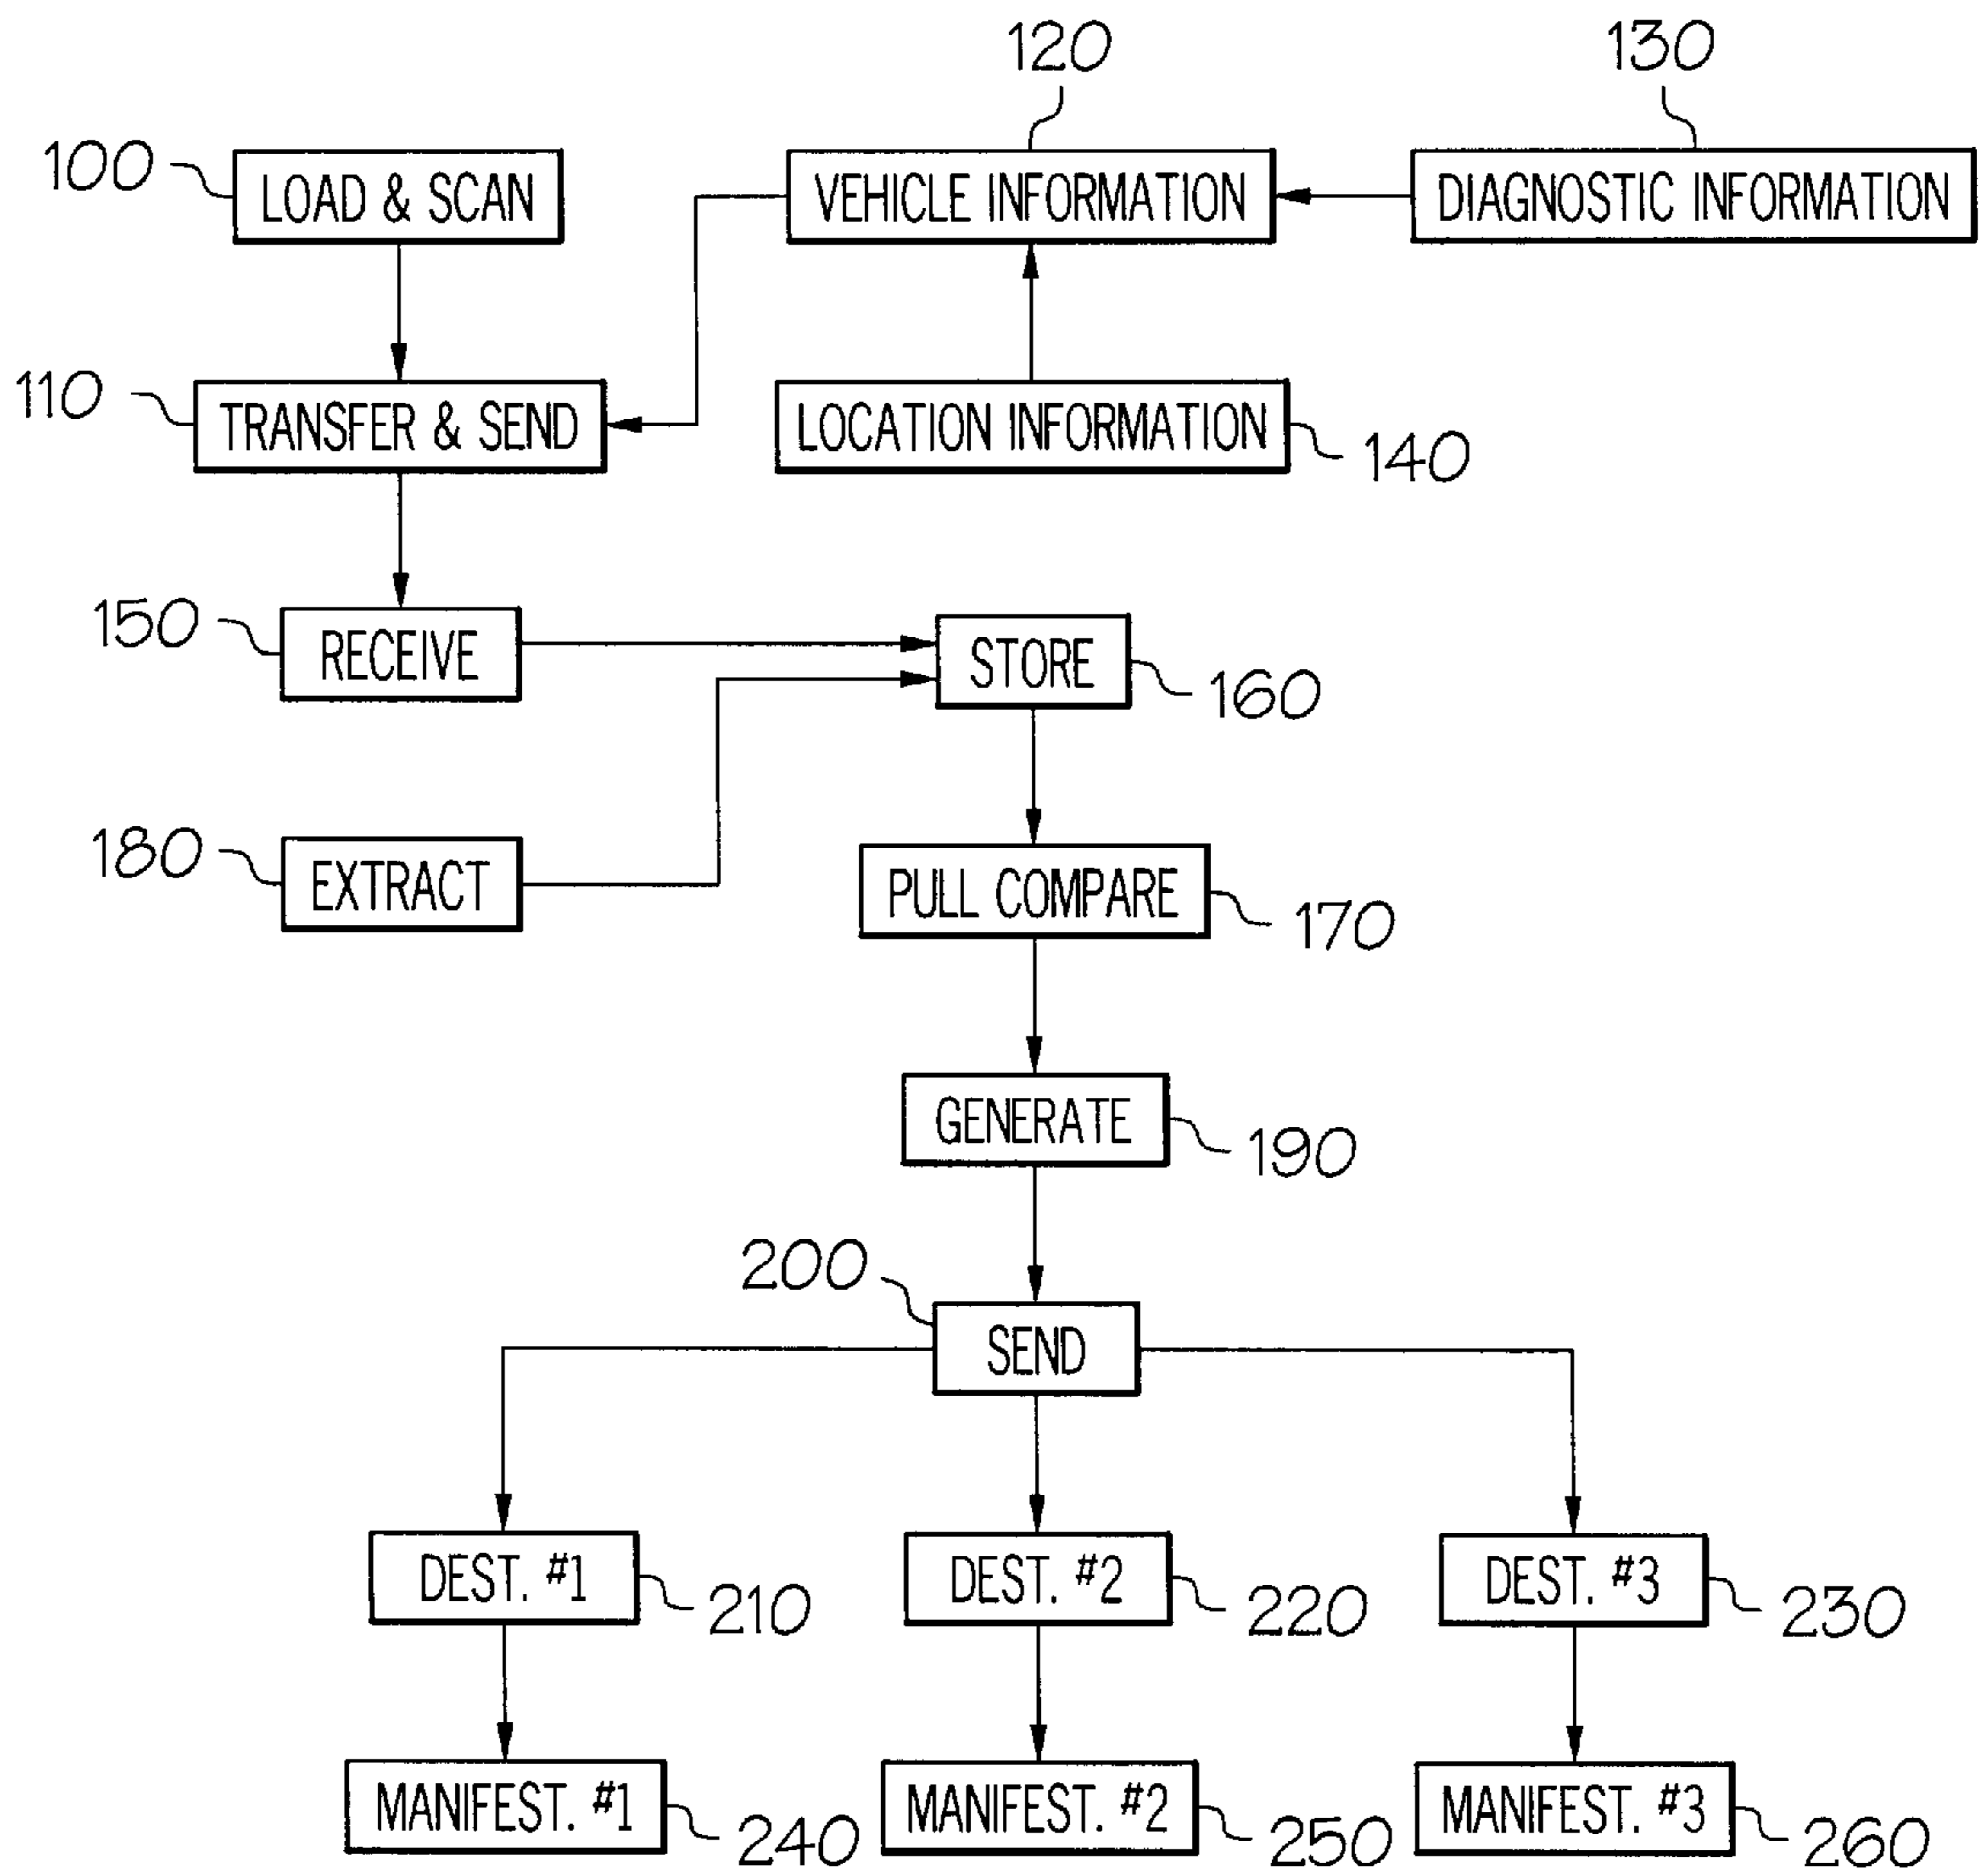 120
130
100
LOAD & SCAN
VEHICLE INFORMATION
DIAGNOSTIC INFORMATION
110
TRANSFER & SEND
LOCATION INFORMATION
140
150
RECEIVE
STORE
160
180
EXTRACT
PULL COMPARE
170
GENERATE
190
200
SEND
DEST. #1
210
DEST. #2
220
DEST. #3
230
MANIFEST. #1
240
MANIFEST. #2
250
MANIFEST. #3
260